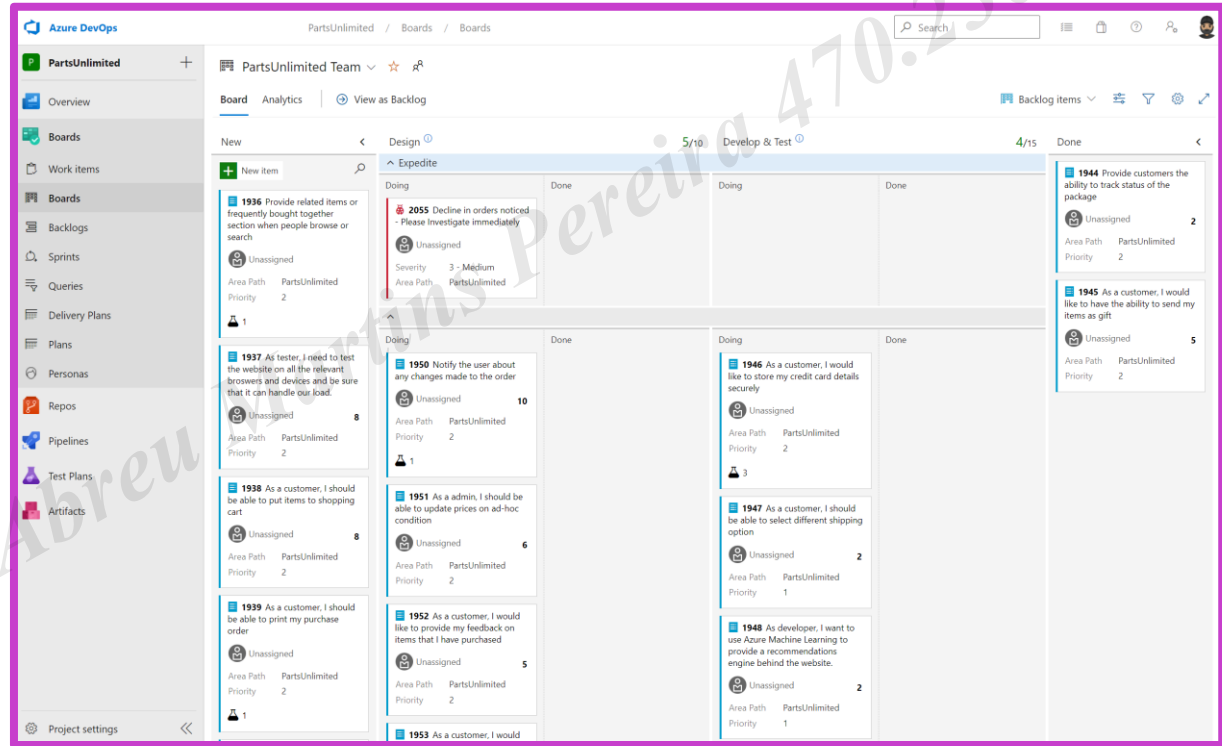 Azure DevOps
PartsUnlimited / Boards / Boards
Search
P PartsUnlimited
PartsUnlimited Team
Overview
Boards
Work items
Boards
Backlogs
Sprints
Queries
Delivery Plans
Plans
Personas
Repos
Pipelines
Test Plans
Artifacts
Project settings
Board Analytics View as Backlog
Backlog items
New
New item
1936 Provide related items or
frequently bought together
section when people browse or
search
Unassigned
Area Path PartsUnlimited
Priority 2
1
1937 As tester, I need to test
the website on all the relevant
broswers and devices and be sure
that it can handle our load.
Unassigned 8
Area Path PartsUnlimited
Priority 2
1938 As a customer, I should
be able to put items to shopping
cart
Unassigned 8
Area Path PartsUnlimited
Priority 2
1939 As a customer, I should
be able to print my purchase
order
Unassigned
Area Path PartsUnlimited
Priority 2
1
Design 5/10
Expedite
Doing Done
2055 Decline in orders noticed
- Please Investigate immediately
Unassigned
Severity 3 - Medium
Area Path PartsUnlimited
Doing Done
1950 Notify the user about
any changes made to the order
Unassigned 10
Area Path PartsUnlimited
Priority 2
1
1951 As a admin, I should be
able to update prices on ad-hoc
condition
Unassigned 6
Area Path PartsUnlimited
Priority 2
1952 As a customer, I would
like to provide my feedback on
items that I have purchased
Unassigned 5
Area Path PartsUnlimited
Priority 2
1953 As a customer, I would
Develop & Test 4/15
Doing Done
Doing Done
1946 As a customer, I would
like to store my credit card details
securely
Unassigned
Area Path PartsUnlimited
Priority 2
3
1947 As a customer, I should
be able to select different shipping
option
Unassigned 2
Area Path PartsUnlimited
Priority 1
1948 As developer, I want to
use Azure Machine Learning to
provide a recommendations
engine behind the website.
Unassigned 2
Area Path PartsUnlimited
Priority 1
Done
1944 Provide customers the
ability to track status of the
package
Unassigned 2
Area Path PartsUnlimited
Priority 2
1945 As a customer, I would
like to have the ability to send my
items as gift
Unassigned 5
Area Path PartsUnlimited
Priority 2
Abreu Martins Pereira 470.